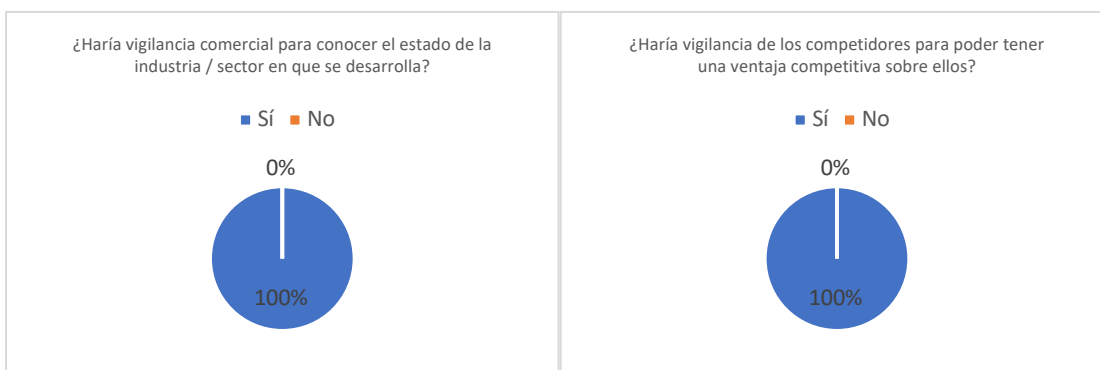 ¿Haría vigilancia comercial para conocer el estado de la
industria / sector en que se desarrolla?
Sí No
0%
100%
¿Haría vigilancia de los competidores para poder tener
una ventaja competitiva sobre ellos?
Sí No
0%
100%